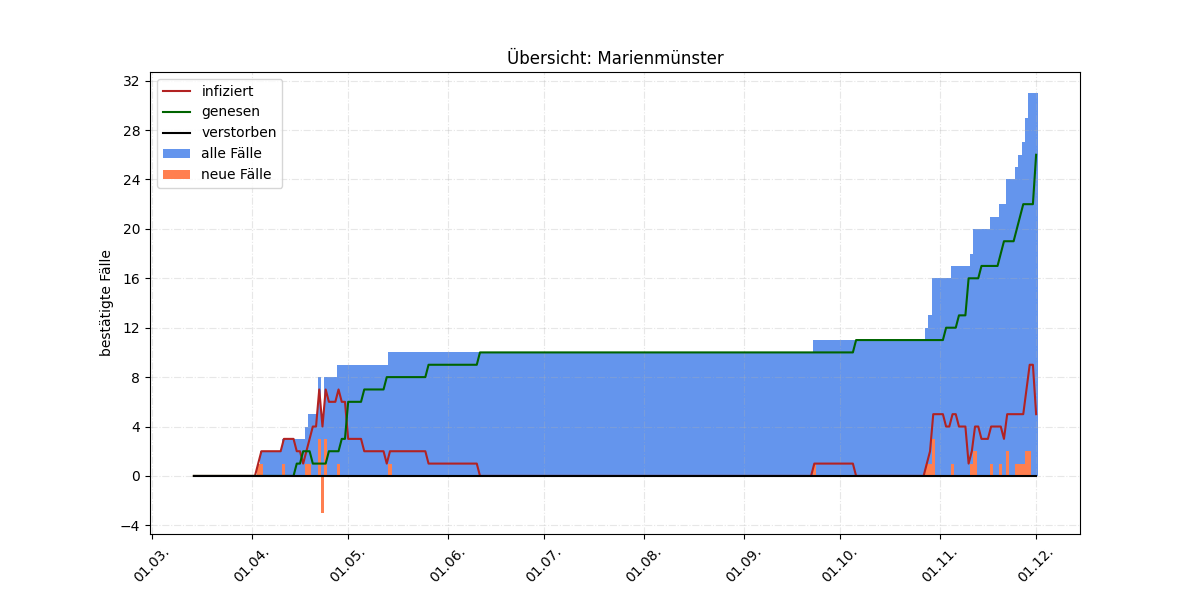 Übersicht: Marienmünster
infiziert
genesen
verstorben
alle Fälle
neue Fälle
bestätigte Fälle
32
28
24
20
16
12
8
4
0
−4
01.03.
01.04.
01.05.
01.06.
01.07.
01.08.
01.09.
01.10.
01.11.
01.12.